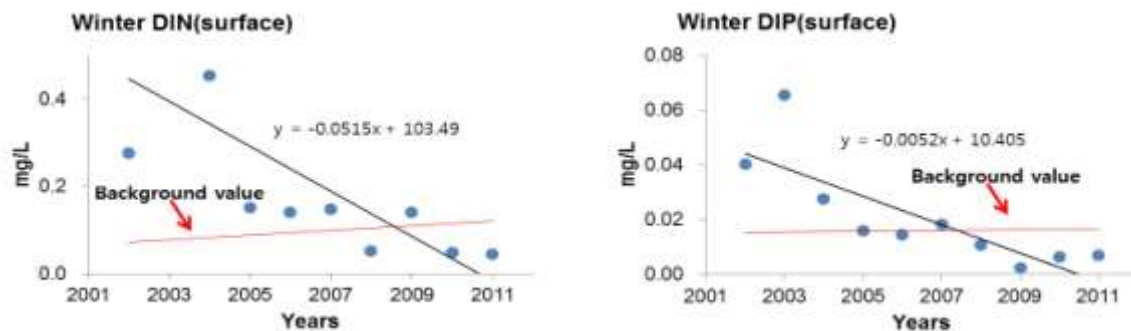 Winter DIN(surface)
mg/L
0.4
0.2
0.0
y = -0.0515x + 103.49
Background value
2001 2003 2005 2007 2009 2011
Years
Winter DIP(surface)
mg/L
0.08
0.06
0.04
0.02
0.00
y = -0.0052x + 10.405
Background value
2001 2003 2005 2007 2009 2011
Years